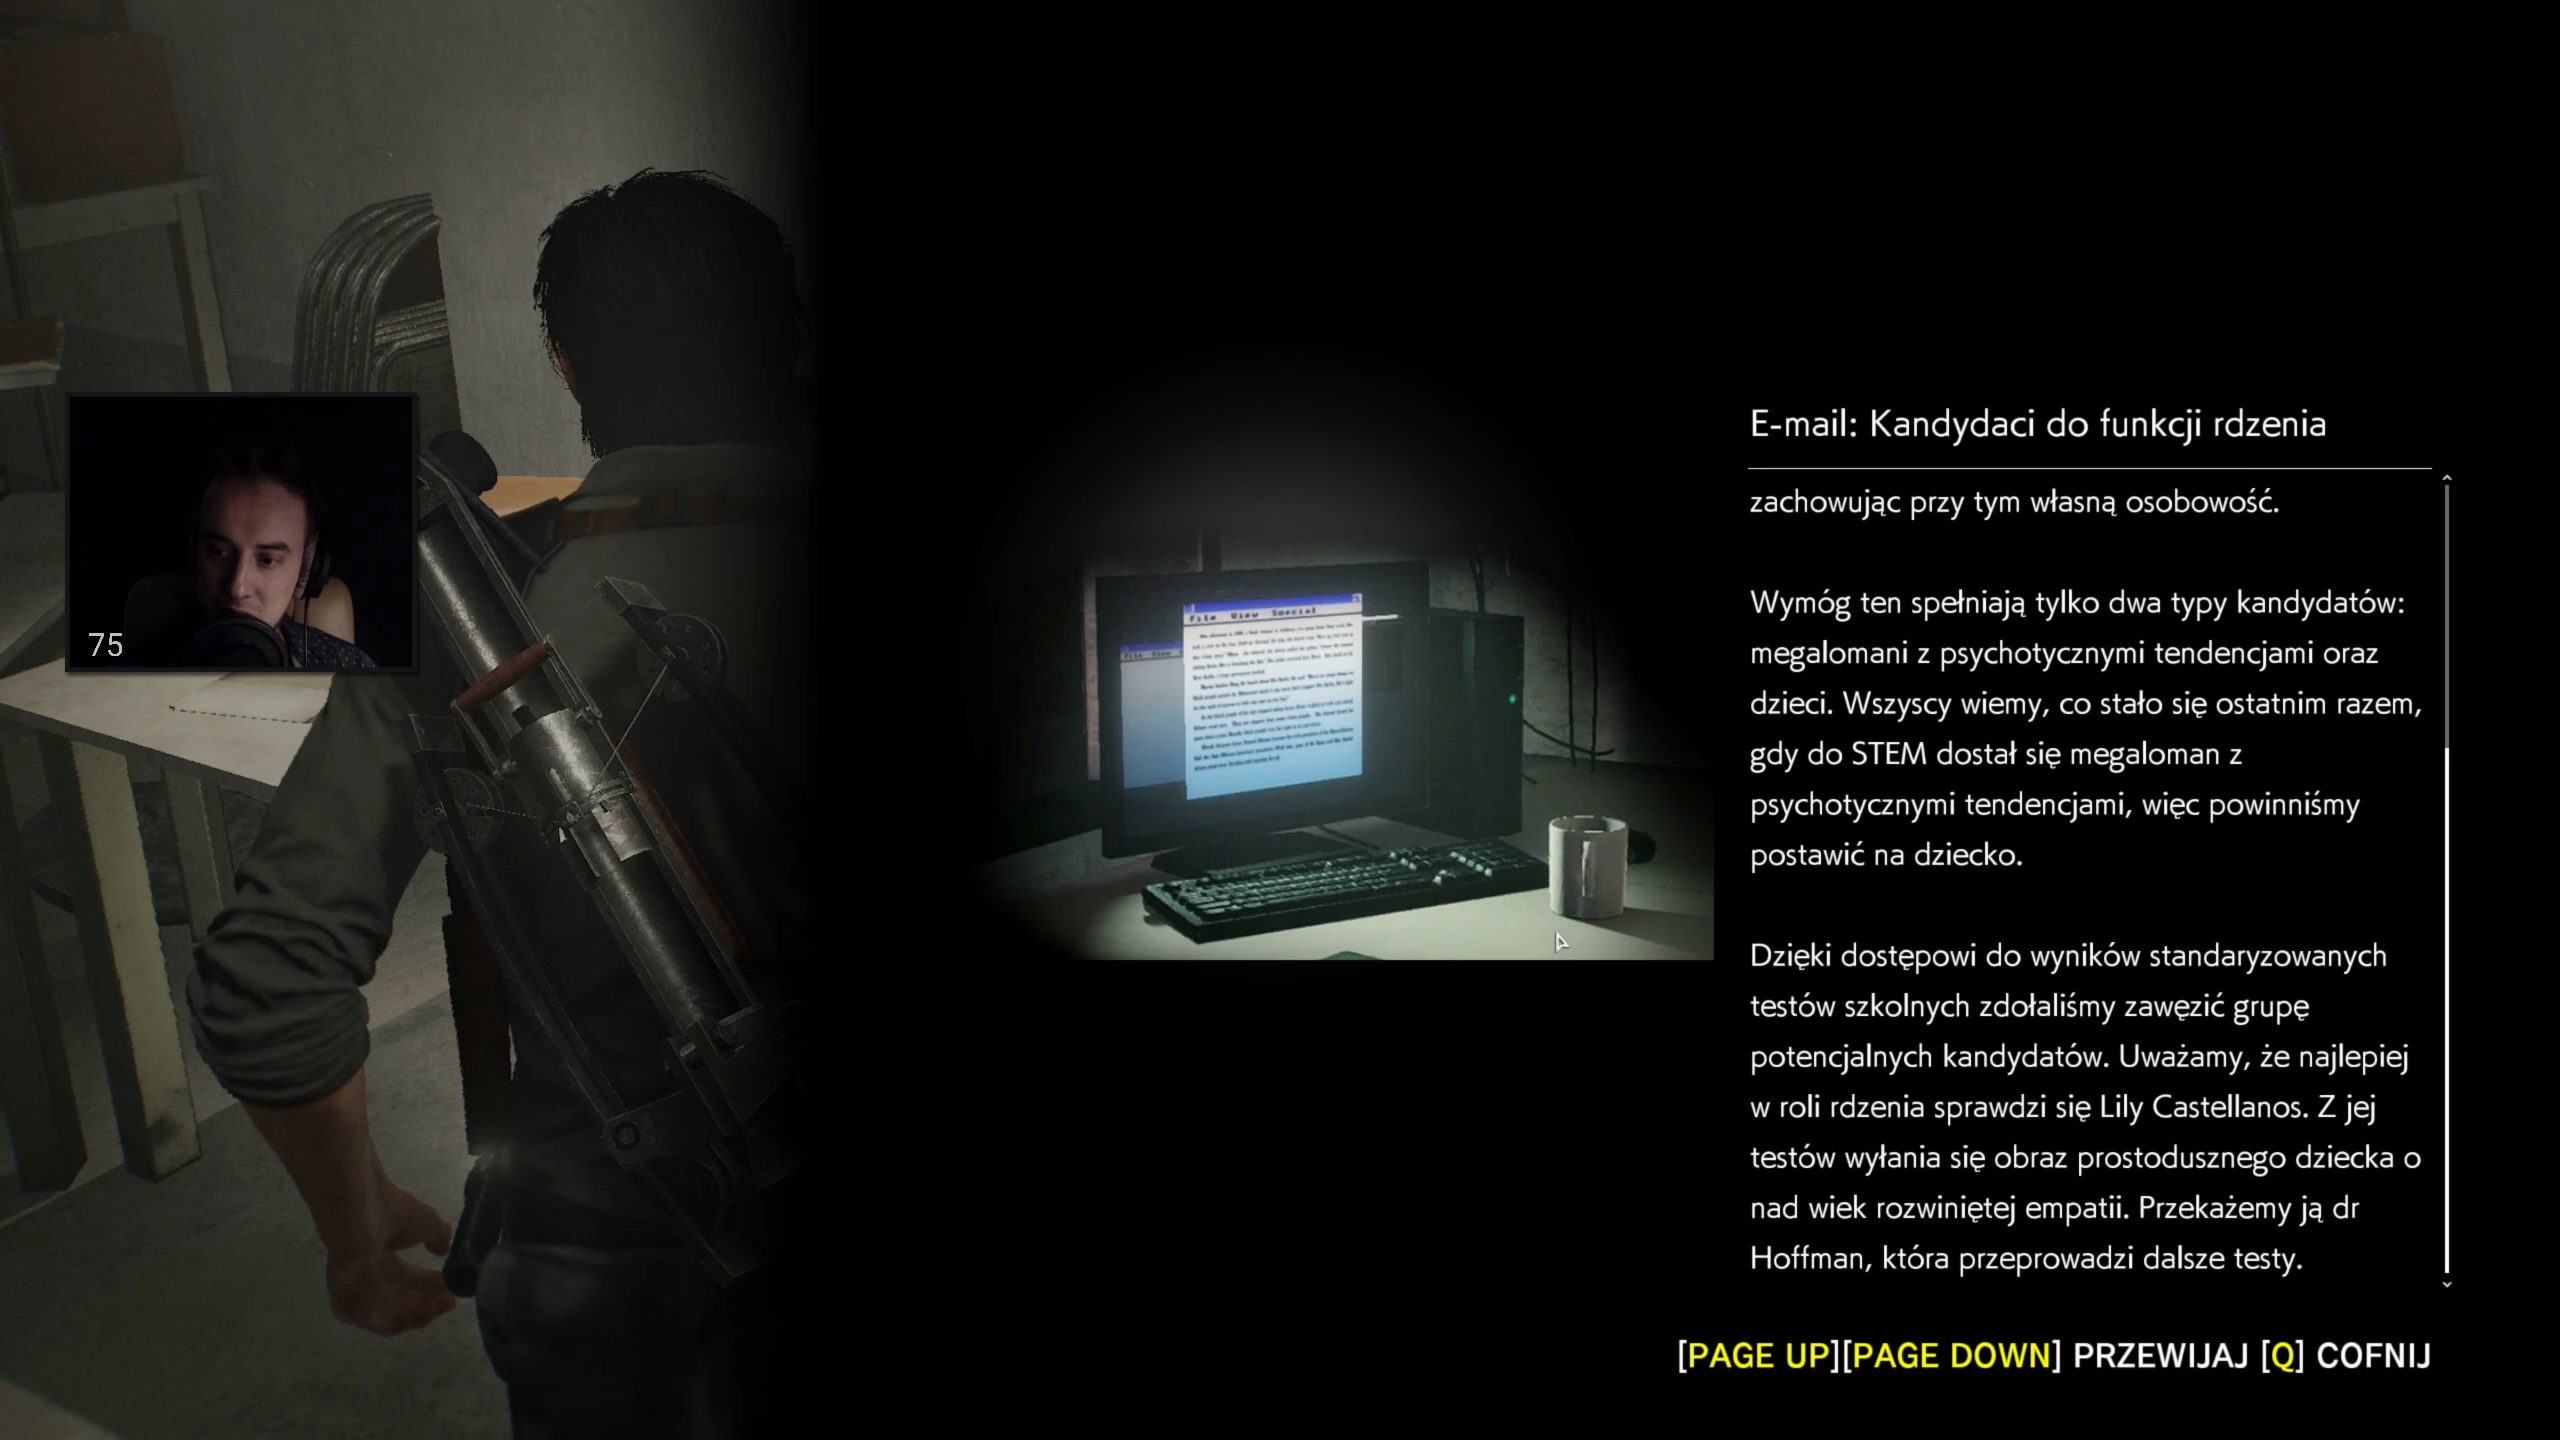 E-mail: Kandydaci do funkcji rdzenia
zachowując przy tym własną osobowość.
Wymóg ten spełniają tylko dwa typy kandydatów:
megalomani z psychotycznymi tendencjami oraz
dzieci. Wszyscy wiemy, co stało się ostatnim razem,
gdy do STEM dostał się megaloman z
psychotycznymi tendencjami, więc powinniśmy
postawić na dziecko.
Dzięki dostępowi do wyników standaryzowanych
testów szkolnych zdołaliśmy zawęzić grupę
potencjalnych kandydatów. Uważamy, że najlepiej
w roli rdzenia sprawdzi się Lily Castellanos. Z jej
testów wyłania się obraz prostodusznego dziecka o
nad wiek rozwiniętej empatii. Przekażemy ją dr
Hoffman, która przeprowadzi dalsze testy.
File View Special
75
[PAGE UP][PAGE DOWN] PRZEWIJAJ [Q] COFNIJ